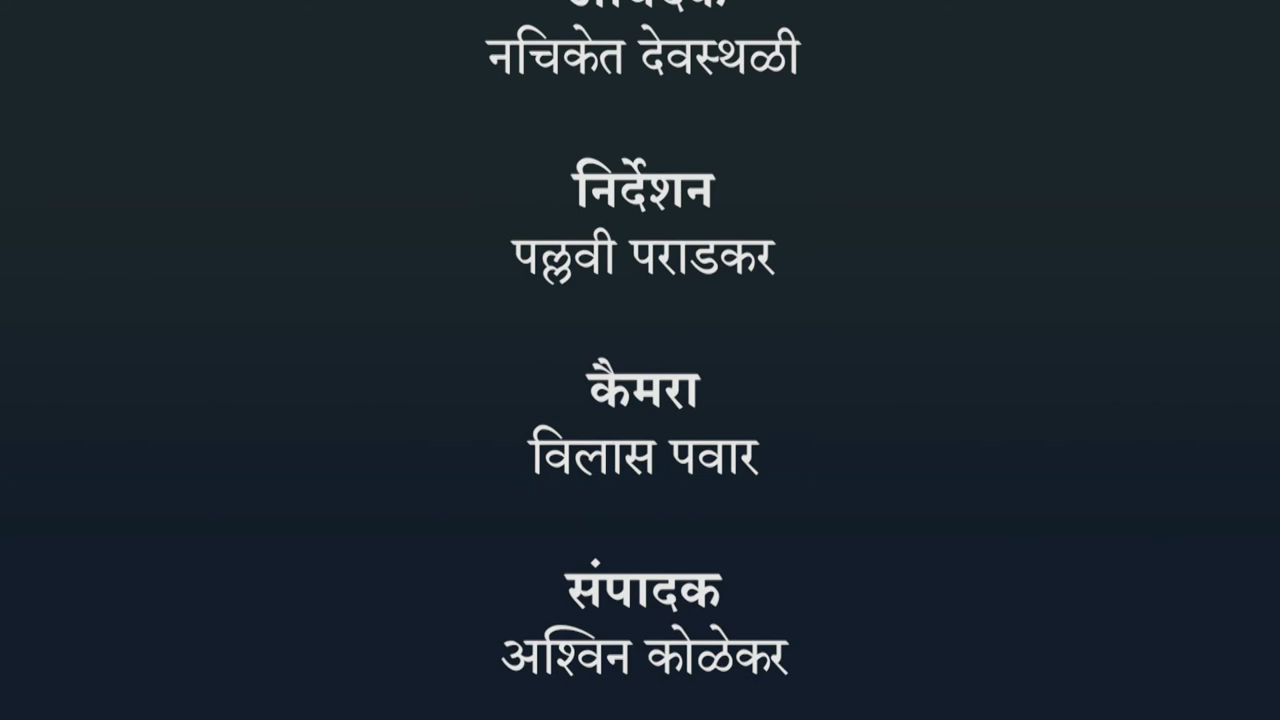 नचिकेत देवस्थळी
निर्देशन
पल्लवी पराडकर
कैमरा
विलास पवार
संपादक
अश्विन कोळेकर